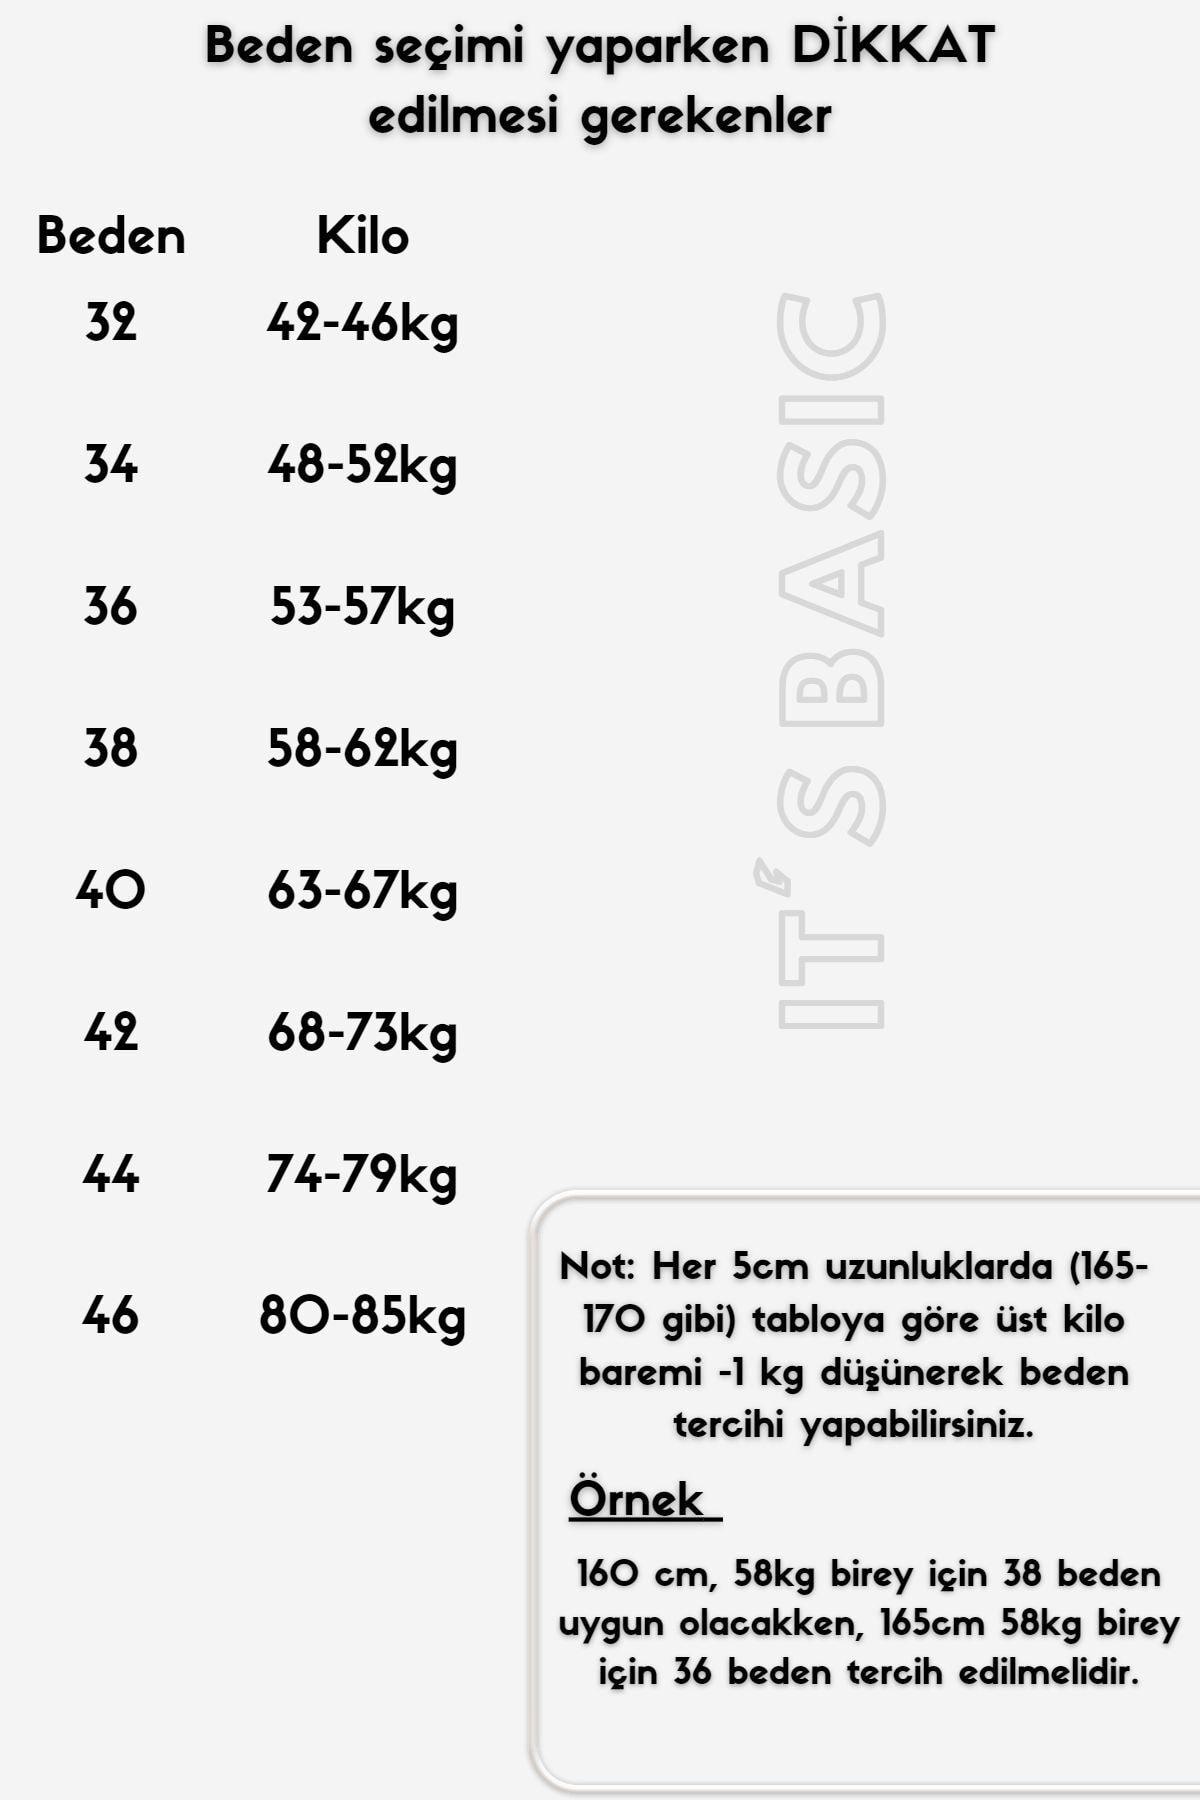 Beden seçimi yaparken DİKKAT
edilmesi gerekenler
Beden Kilo
32 42-46kg
34 48-52kg
36 53-57kg
38 58-62kg
40 63-67kg
42 68-73kg
44 74-79kg
46 80-85kg
IT´S BASIC
Not: Her 5cm uzunluklarda (165-
170 gibi) tabloya göre üst kilo
baremi -1 kg düşünerek beden
tercihi yapabilirsiniz.
Örnek
160 cm, 58kg birey için 38 beden
uygun olacakken, 165cm 58kg birey
için 36 beden tercih edilmelidir.